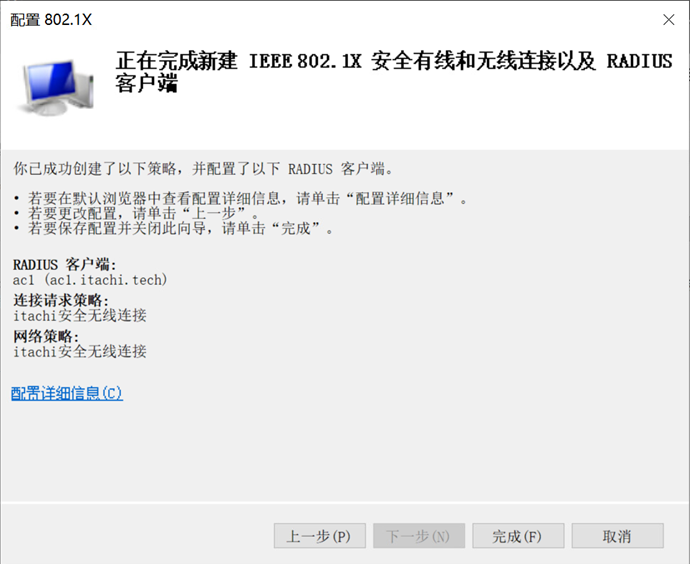 配置 802.1X
正在完成新建 IEEE 802.1X 安全有线和无线连接以及 RADIUS
客户端
你已成功创建了以下策略，并配置了以下 RADIUS 客户端。
• 若要在默认浏览器中查看配置详细信息，请单击“配置详细信息”。
• 若要更改配置，请单击“上一步”。
• 若要保存配置并关闭此向导，请单击“完成”。
RADIUS 客户端:
ac1 (ac1.itachi.tech)
连接请求策略:
itachi安全无线连接
网络策略:
itachi安全无线连接
配置详细信息(C)
上一步(P) 下一步(N) 完成(F) 取消